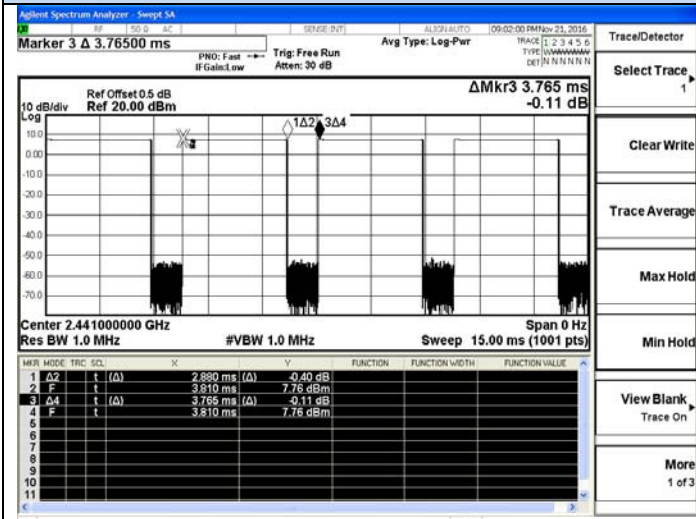 Agilent Spectrum Analyzer - Swept SA
RF 50 Ω AC SENSE:INT ALIGN AUTO 09:02:00 PM Nov 21, 2016
Marker 3 Δ 3.76500 ms
PNO: Fast Trig: Free Run
IFGain:Low Atten: 30 dB
Avg Type: Log-Pwr
TRACE 1 2 3 4 5 6
TYPE WWWWWW
DET N N N N N N
Trace/Detector
Ref Offset 0.5 dB
10 dB/div Ref 20.00 dBm
ΔMkr3 3.765 ms
-0.11 dB
Log
10.0
0.00
-10.0
-20.0
-30.0
-40.0
-50.0
-60.0
-70.0
1Δ2 3Δ4
Center 2.441000000 GHz Span 0 Hz
Res BW 1.0 MHz #VBW 1.0 MHz Sweep 15.00 ms (1001 pts)
MKR MODE TRC SCL X Y FUNCTION FUNCTION WIDTH FUNCTION VALUE
1 Δ2 t (Δ) 2.880 ms (Δ) -0.40 dB
2 F t 3.810 ms 7.76 dBm
3 Δ4 t (Δ) 3.765 ms (Δ) -0.11 dB
4 F t 3.810 ms 7.76 dBm
5
6
7
8
9
10
11
Select Trace
1
Clear Write
Trace Average
Max Hold
Min Hold
View Blank
Trace On
More
1 of 3